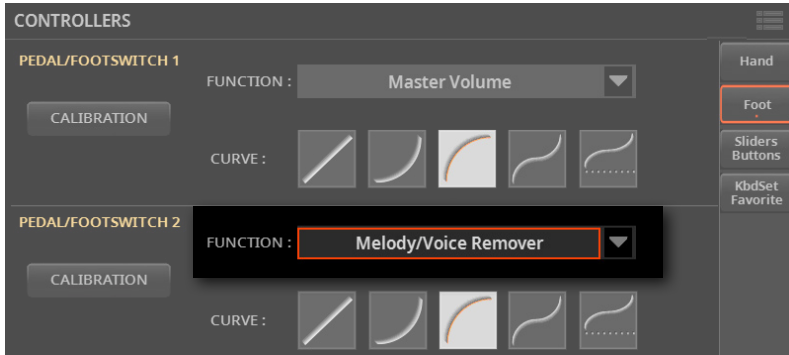 CONTROLLERS
PEDAL/FOOTSWITCH 1
FUNCTION :
Master Volume
CALIBRATION
CURVE :
PEDAL/FOOTSWITCH 2
FUNCTION :
Melody/Voice Remover
CALIBRATION
CURVE :
Hand
Foot
Sliders
Buttons
KbdSet
Favorite